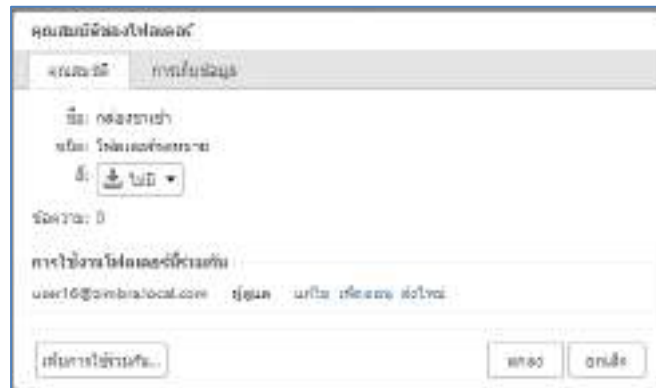 คุณสมบัติของโฟลเดอร์
คุณสมบัติ การเก็บข้อมูล
ชื่อ: กล่องขาเข้า
ชนิด: โฟลเดอร์จดหมาย
สี: ไม่มี
ข้อความ: 0
การใช้งานโฟลเดอร์นี้ร่วมกัน
user16@zimbra.local.com ผู้ดูแล แก้ไข เพิกถอน ส่งใหม่
เพิ่มการใช้ร่วมกัน...
ตกลง ยกเลิก